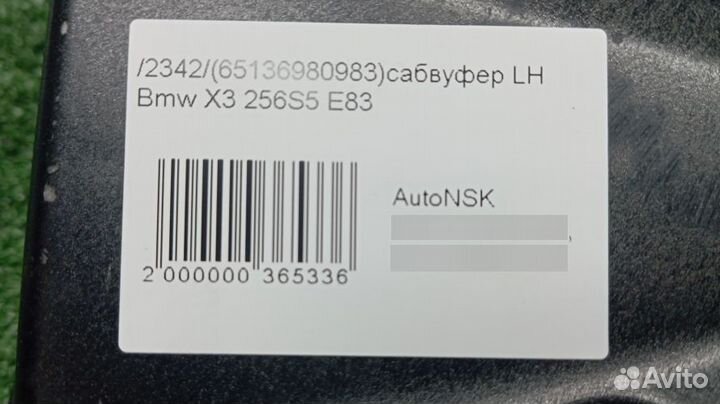 /2342/(65136980983)сабвуфер LH
Bmw X3 256S5 E83
AutoNSK
2 000000 365336
Avito